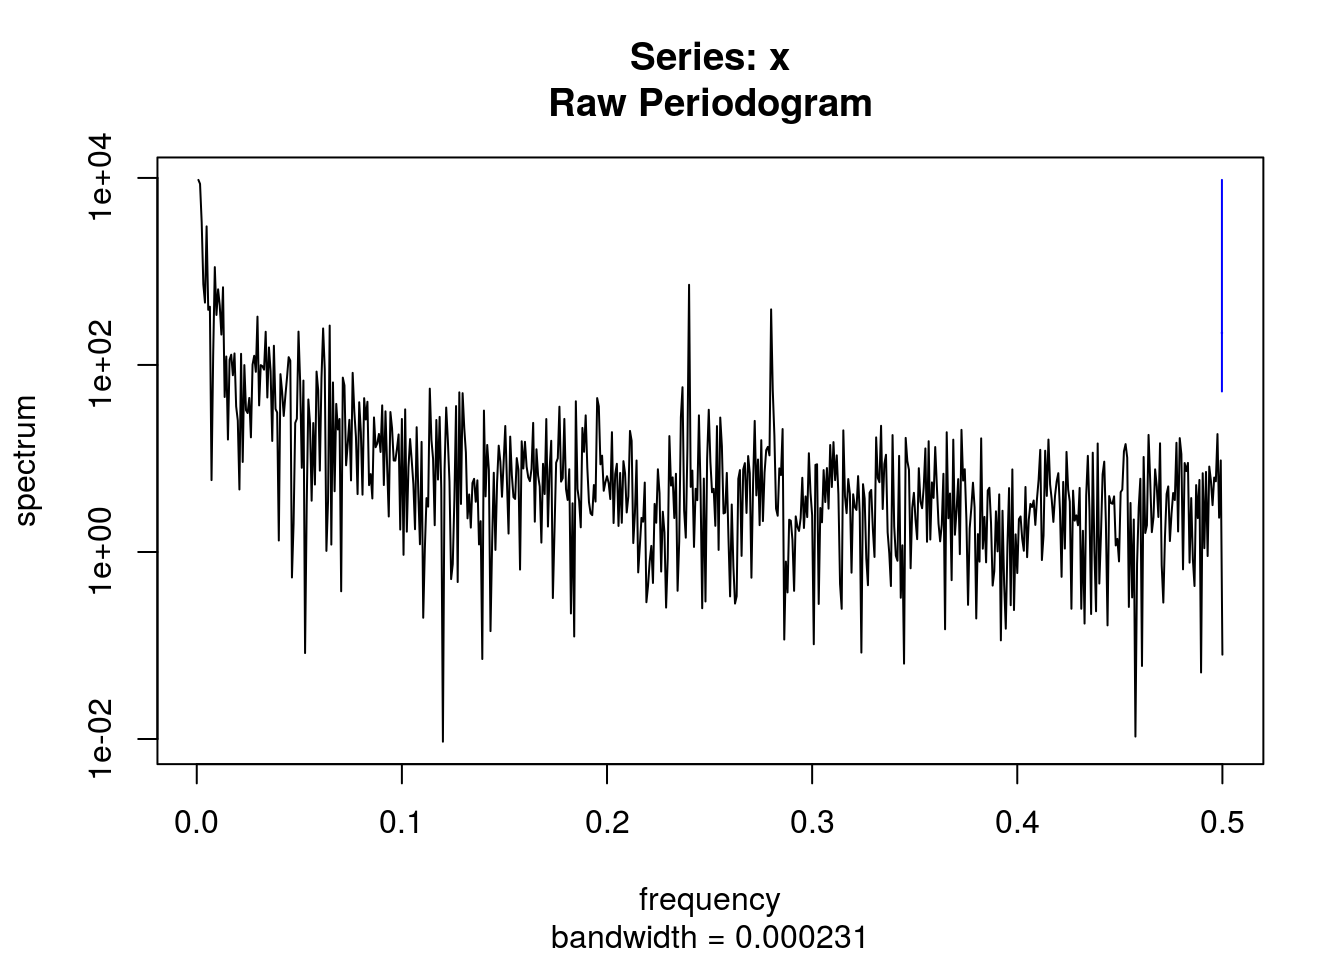 Series: x
Raw Periodogram
1e+04
1e+02
1e+00
1e-02
spectrum
0.0 0.1 0.2 0.3 0.4 0.5
frequency
bandwidth = 0.000231